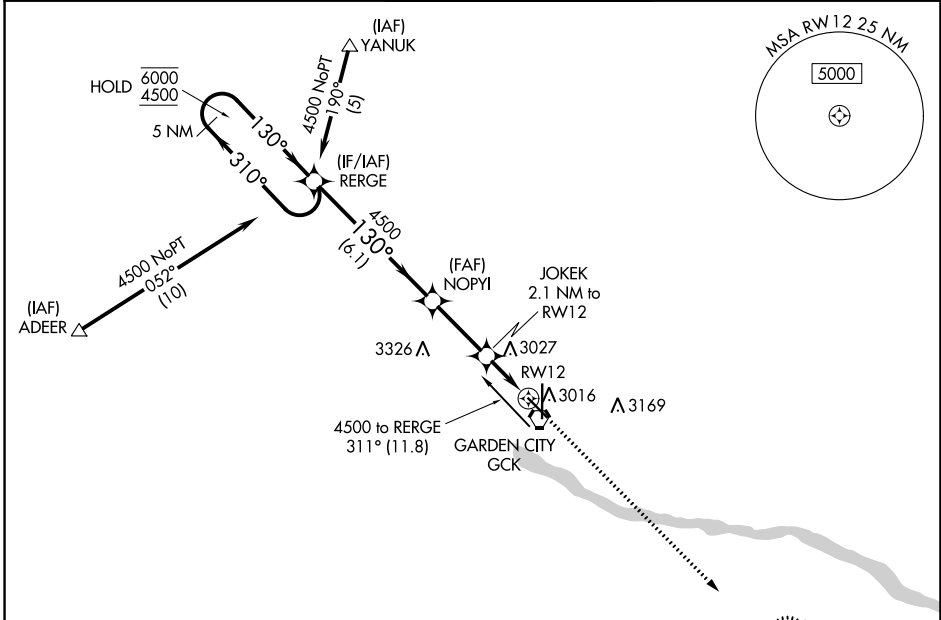 (IAF)
YANUK
MSA RW12 25 NM
5000
HOLD 6000
4500
4500 NoPT
190°
(5)
5 NM
130°
310°
(IF/IAF)
RERGE
4500
130°
(6.1)
4500 NoPT
052°
(10)
(IAF)
ADEER
(FAF)
NOPYI
JOKEK
2.1 NM to
RW12
3326
3027
RW12
3016
3169
4500 to RERGE
311° (11.8)
GARDEN CITY
GCK